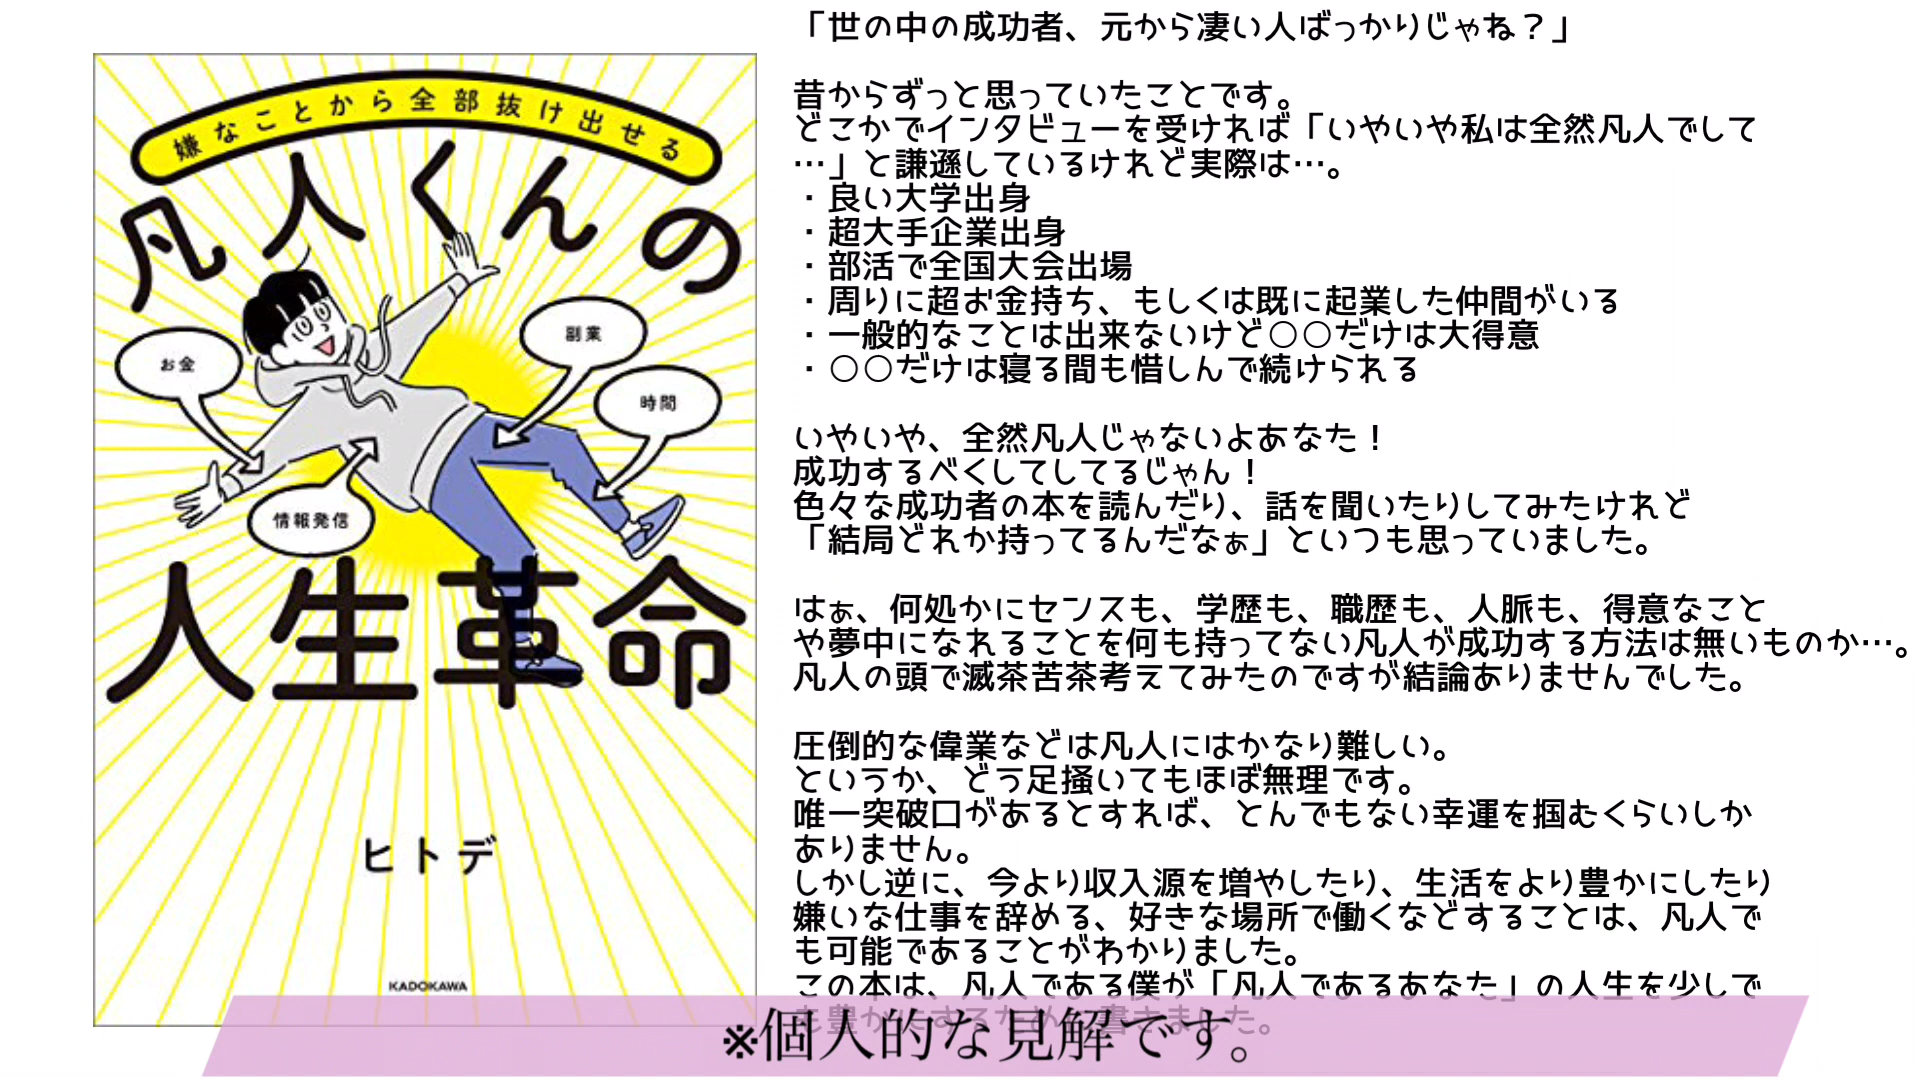 嫌なことから全部抜け出せる
凡人くんの
お金
副業
時間
情報発信
人生革命
ヒトデ
KADOKAWA
「世の中の成功者、元から凄い人ばっかりじゃね？」
昔からずっと思っていたことです。
どこかでインタビューを受ければ「いやいや私は全然凡人でして
…」と謙遜しているけれど実際は…。
・良い大学出身
・超大手企業出身
・部活で全国大会出場
・周りに超お金持ち、もしくは既に起業した仲間がいる
・一般的なことは出来ないけど○○だけは大得意
・○○だけは寝る間も惜しんで続けられる
いやいや、全然凡人じゃないよあなた！
成功するべくしてしてるじゃん！
色々な成功者の本を読んだり、話を聞いたりしてみたけれど
「結局どれか持ってるんだなぁ」といつも思っていました。
はぁ、何処かにセンスも、学歴も、職歴も、人脈も、得意なこと
や夢中になれることを何も持ってない凡人が成功する方法は無いものか…。
凡人の頭で滅茶苦茶考えてみたのですが結論ありませんでした。
圧倒的な偉業などは凡人にはかなり難しい。
というか、どう足掻いてもほぼ無理です。
唯一突破口があるとすれば、とんでもない幸運を掴むくらいしか
ありません。
しかし逆に、今より収入源を増やしたり、生活をより豊かにしたり
嫌いな仕事を辞める、好きな場所で働くなどすることは、凡人で
も可能であることがわかりました。
この本は、凡人である僕が「凡人であるあなた」の人生を少しで
も豊かにするために書きました。
※個人的な見解です。